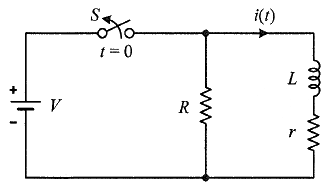 S
i(t)
t = 0
L
+
V
R
-
r